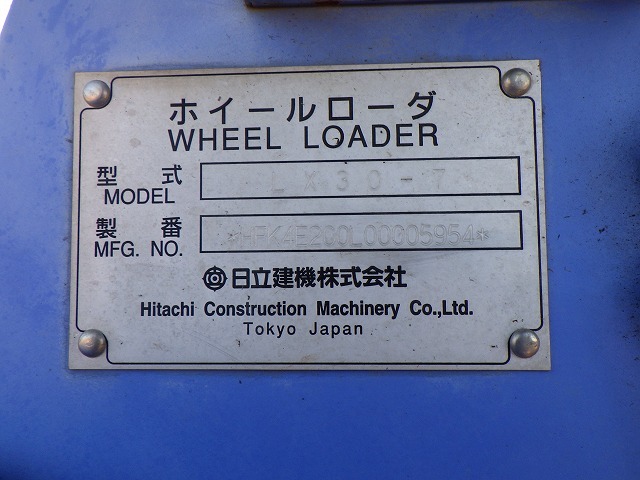 ホイールローダ
WHEEL LOADER
型式 LX30-7
MODEL
製番
MFG. NO.
日立建機株式会社
Hitachi Construction Machinery Co.,Ltd.
Tokyo Japan